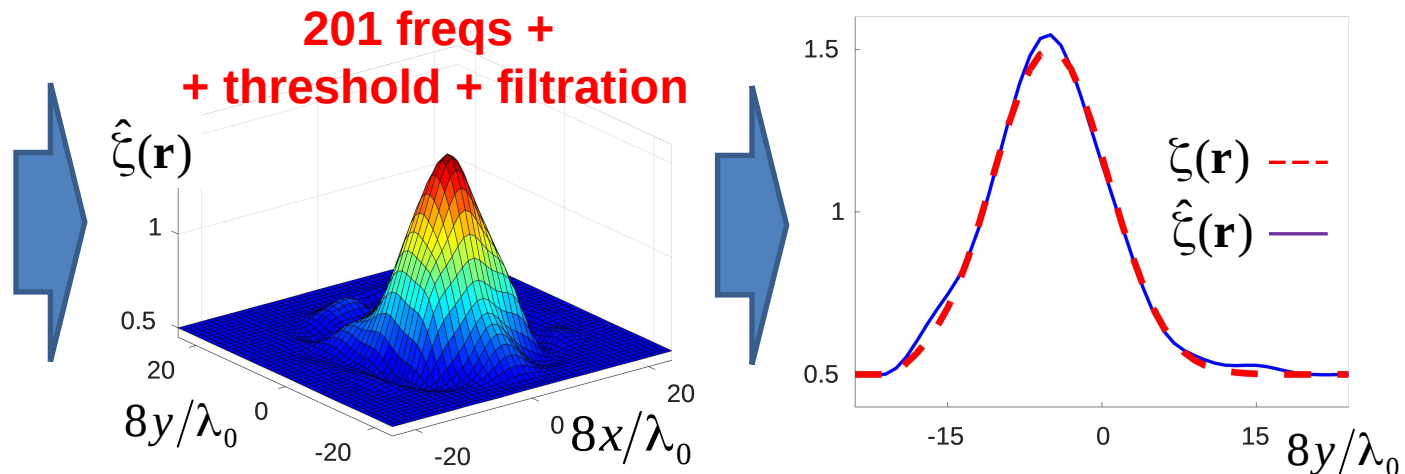 201 freqs +
+ threshold + filtration
ζ̂(r)
1
0.5
20
0
-20
8y/λ₀
-20
0
20
8x/λ₀
1.5
1
0.5
ζ(r)
ζ̂(r)
-15
0
15
8y/λ₀